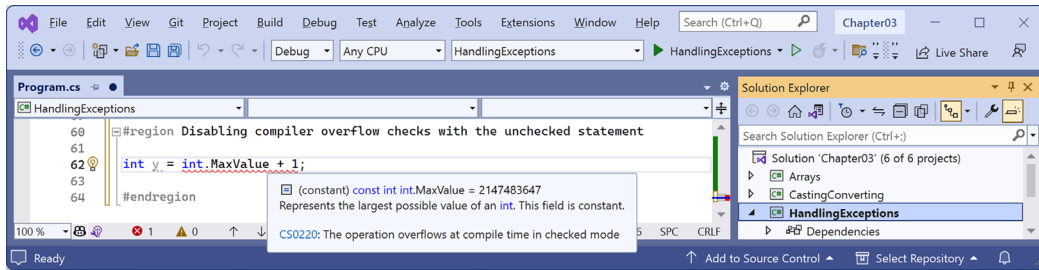 File Edit View Git Project Build Debug Test Analyze Tools Extensions Window Help Search (Ctrl+Q) Chapter03
Debug Any CPU HandlingExceptions HandlingExceptions Live Share
Program.cs
HandlingExceptions
60 #region Disabling compiler overflow checks with the unchecked statement
61
62 int y = int.MaxValue + 1;
63
64 #endregion
(constant) const int int.MaxValue = 2147483647
Represents the largest possible value of an int. This field is constant.
CS0220: The operation overflows at compile time in checked mode
100 % 1 0 SPC CRLF
Solution Explorer
Search Solution Explorer (Ctrl+;)
Solution 'Chapter03' (6 of 6 projects)
Arrays
CastingConverting
HandlingExceptions
Dependencies
Ready Add to Source Control Select Repository